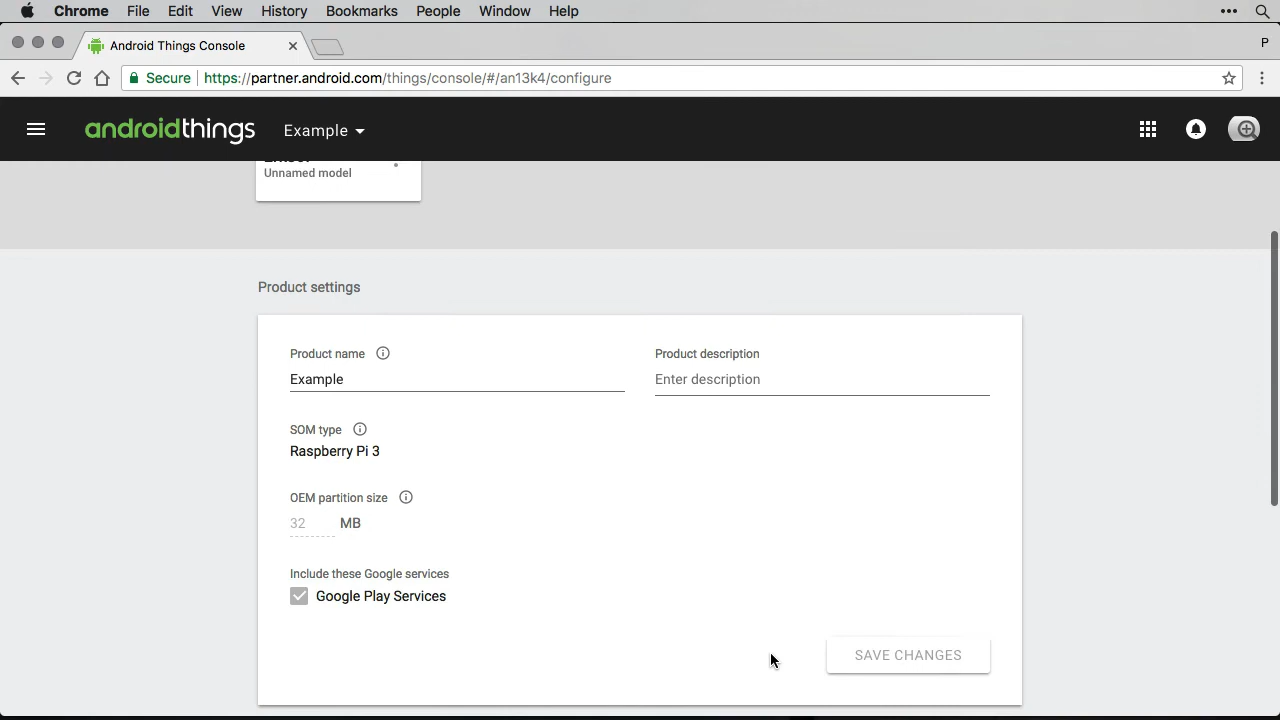 Chrome File Edit View History Bookmarks People Window Help
Android Things Console
P
Secure https://partner.android.com/things/console/#/an13k4/configure
androidthings Example
Unnamed model
Product settings
Product name Product description
Example Enter description
SOM type
Raspberry Pi 3
OEM partition size
32 MB
Include these Google services
Google Play Services
SAVE CHANGES